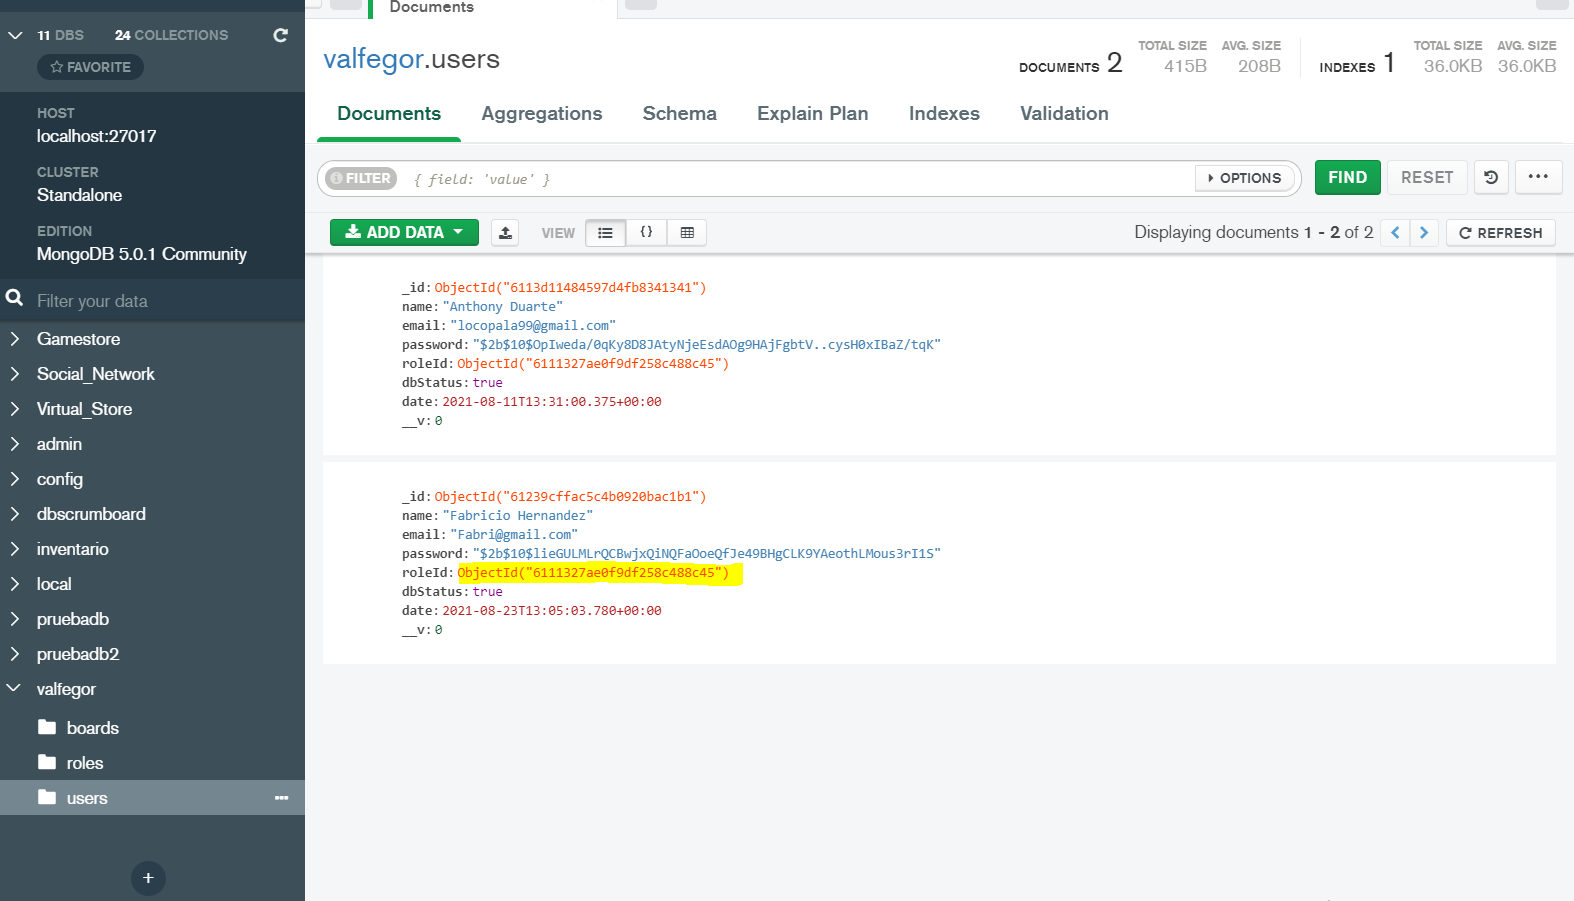 11 DBS 24 COLLECTIONS
FAVORITE
HOST
localhost:27017
CLUSTER
Standalone
EDITION
MongoDB 5.0.1 Community
Filter your data
Gamestore
Social_Network
Virtual_Store
admin
config
dbscrumboard
inventario
local
pruebadb
pruebadb2
valfegor
boards
roles
users
Documents
valfegor.users
DOCUMENTS 2 TOTAL SIZE 415B AVG. SIZE 208B INDEXES 1 TOTAL SIZE 36.0KB AVG. SIZE 36.0KB
Documents Aggregations Schema Explain Plan Indexes Validation
FILTER { field: 'value' } OPTIONS FIND RESET
ADD DATA VIEW {} Displaying documents 1 - 2 of 2 REFRESH
_id: ObjectId("6113d11484597d4fb8341341")
name: "Anthony Duarte"
email: "locopala99@gmail.com"
password: "$2b$10$OpIweda/0qKy8D8JAtyNjeEsdAOg9HAjFgbtV..cysH0xIBaZ/tqK"
roleId: ObjectId("6111327ae0f9df258c488c45")
dbStatus: true
date: 2021-08-11T13:31:00.375+00:00
__v: 0
_id: ObjectId("61239cffac5c4b0920bac1b1")
name: "Fabricio Hernandez"
email: "Fabri@gmail.com"
password: "$2b$10$lieGULMLrQCBwjxQiNQFaOoeQfJe49BHgCLK9YAeothLMous3rI1S"
roleId: ObjectId("6111327ae0f9df258c488c45")
dbStatus: true
date: 2021-08-23T13:05:03.780+00:00
__v: 0